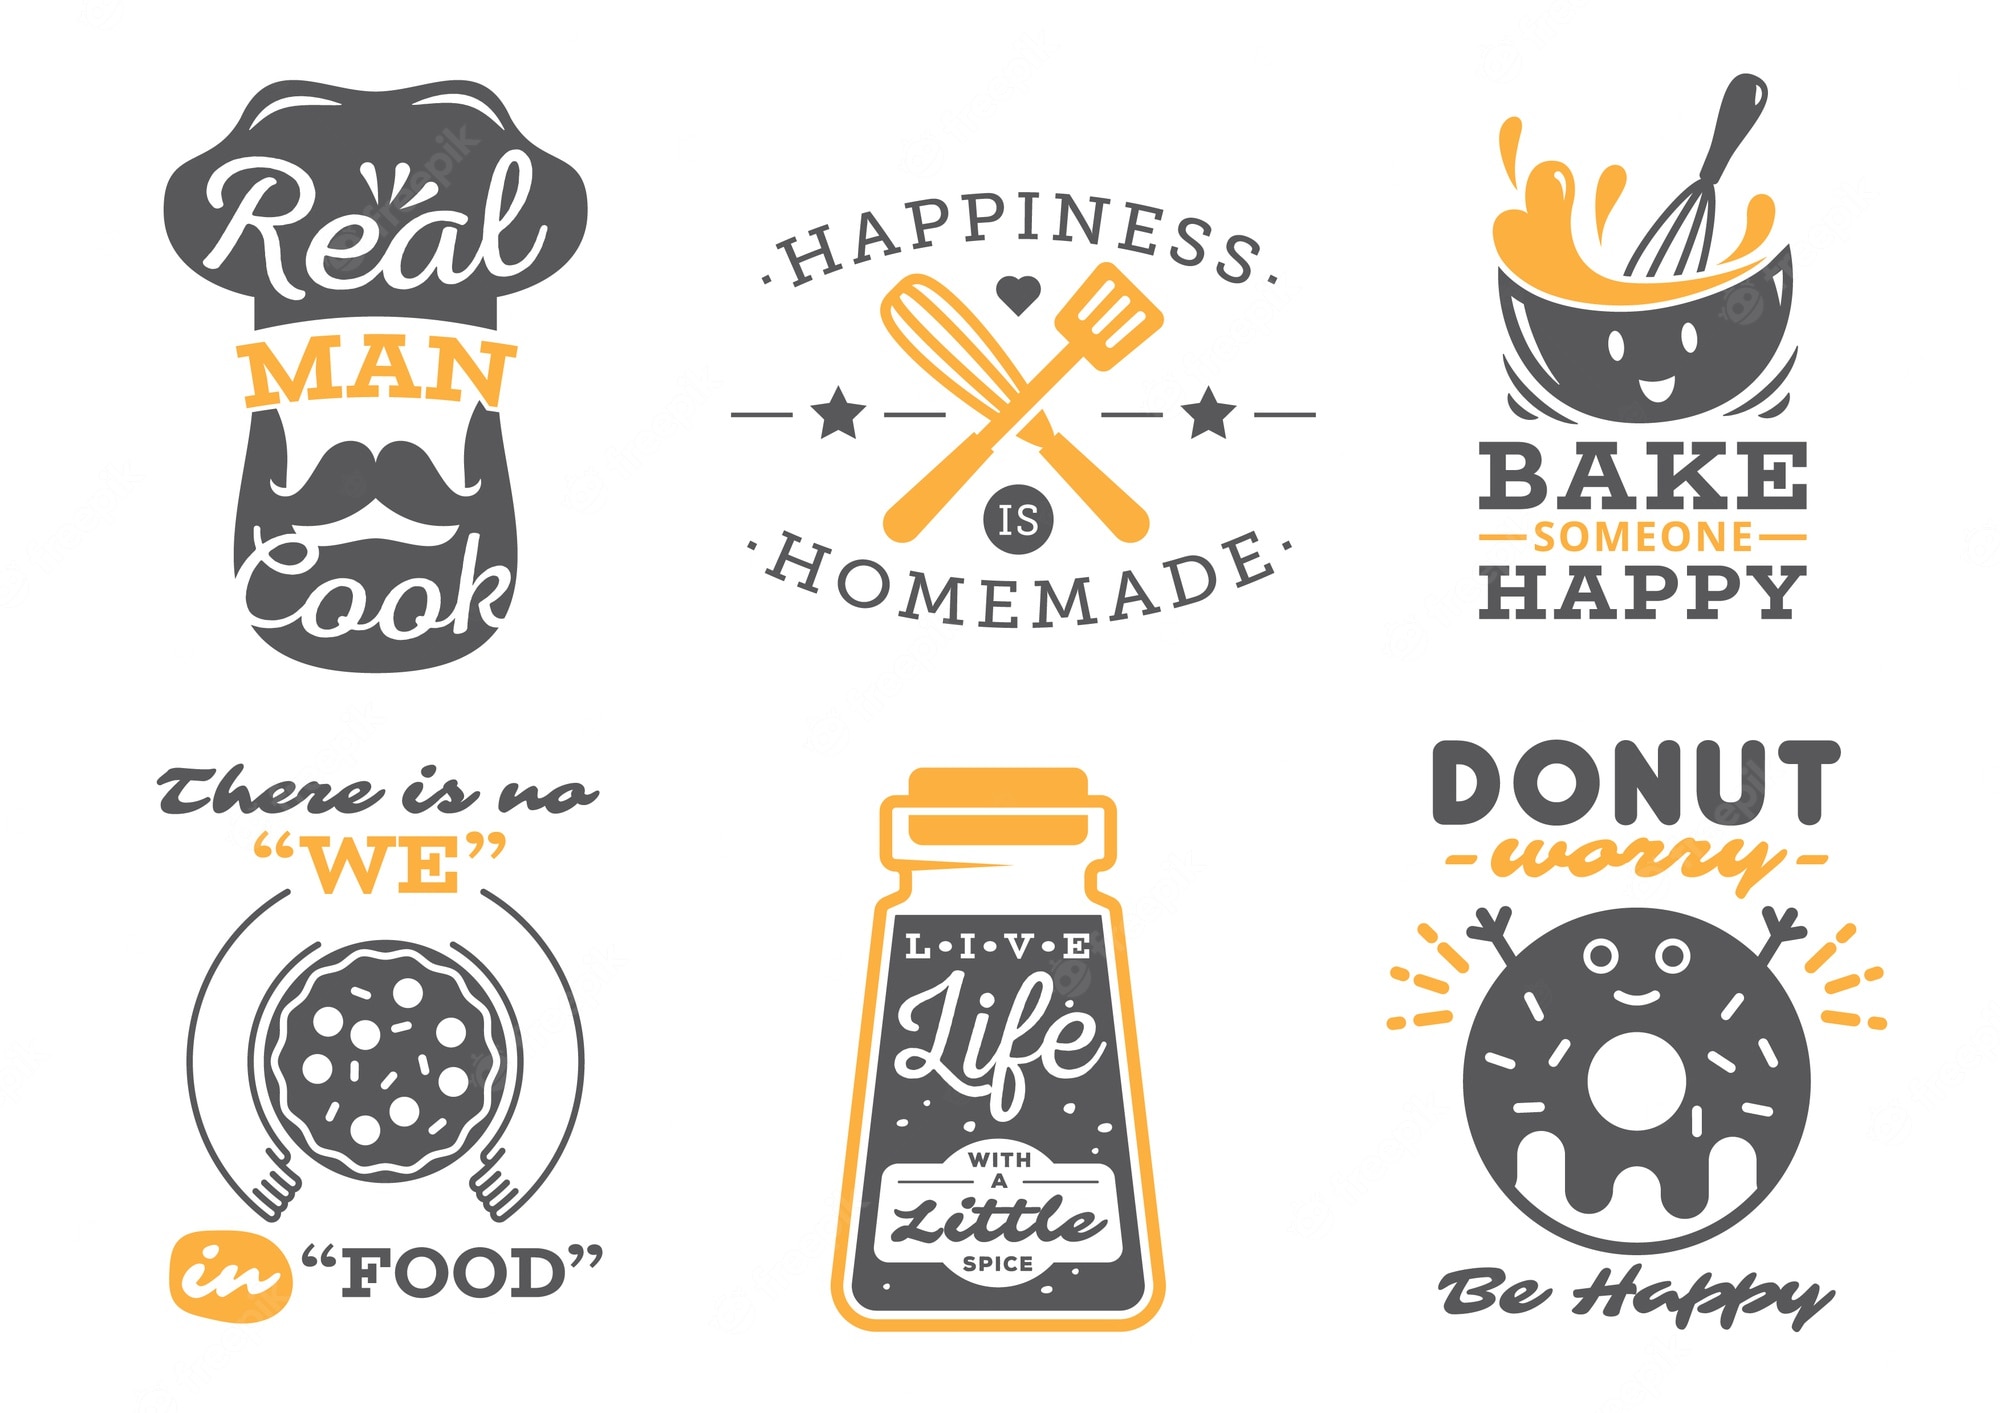 Real
MAN
Cook
HAPPINESS
IS
HOMEMADE
BAKE
SOMEONE
HAPPY
There is no
“WE”
in “FOOD”
L•I•V•E
Life
WITH
A
Little
SPICE
DONUT
-worry-
Be Happy
freepik